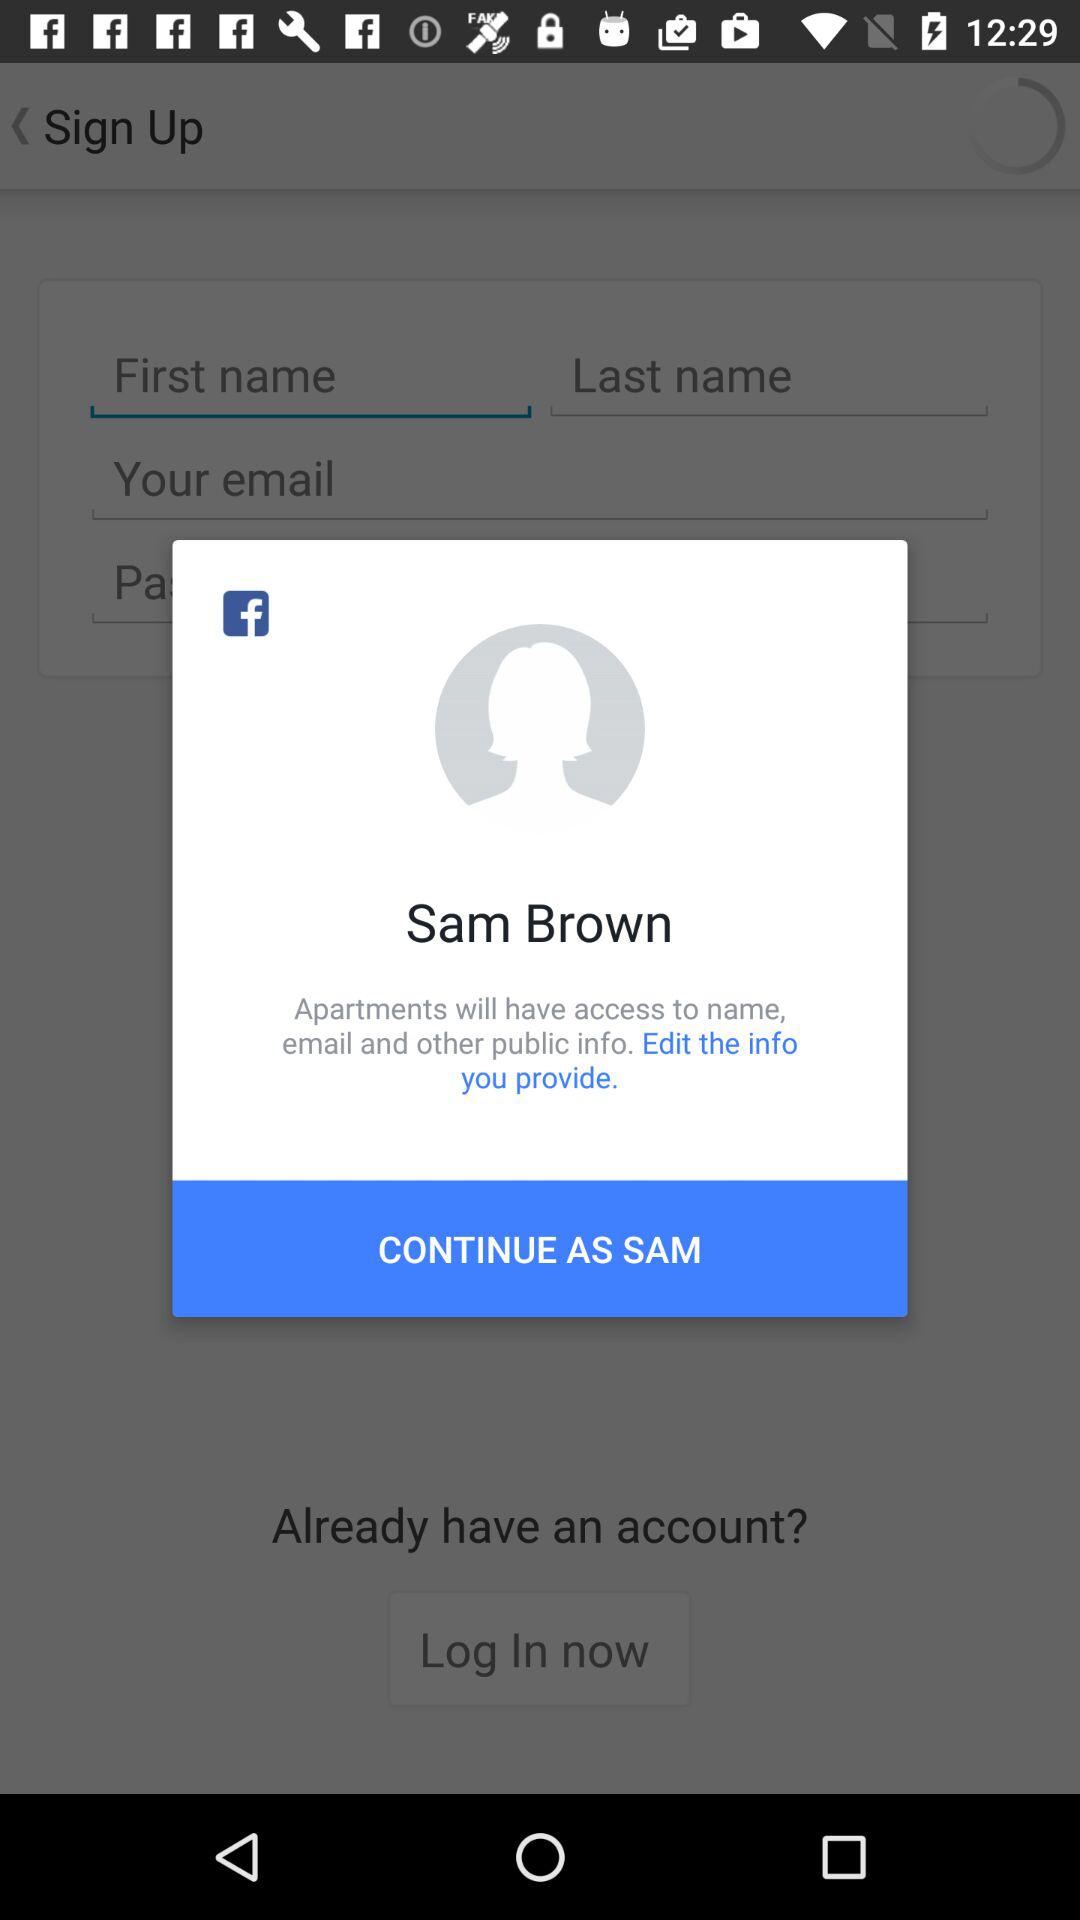 FAKE
12:29
Sign Up
First name
Last name
Your email
Pas
Sam Brown
Apartments will have access to name,
email and other public info. Edit the info
you provide.
CONTINUE AS SAM
Already have an account?
Log In now